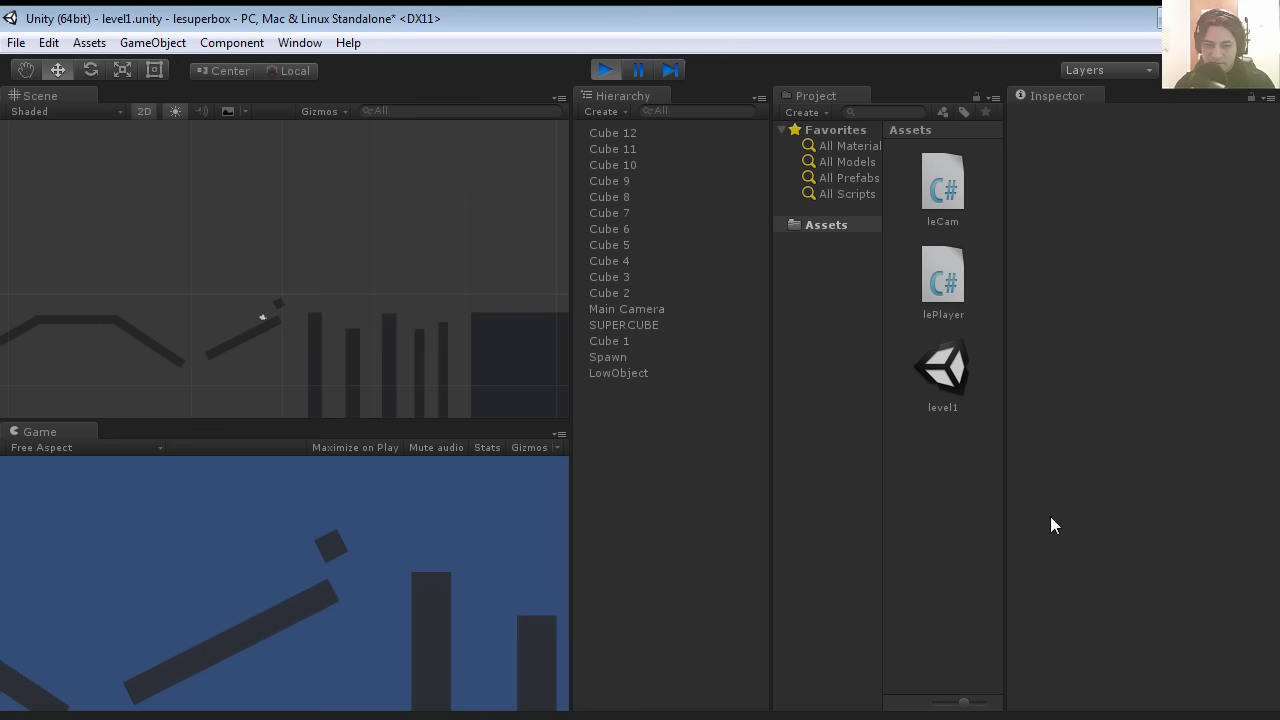 Unity (64bit) - level1.unity - lesuperbox - PC, Mac & Linux Standalone* <DX11>
File Edit Assets GameObject Component Window Help
Center Local Layers
Scene
Shaded 2D Gizmos All
Hierarchy
Create All
Cube 12
Cube 11
Cube 10
Cube 9
Cube 8
Cube 7
Cube 6
Cube 5
Cube 4
Cube 3
Cube 2
Main Camera
SUPERCUBE
Cube 1
Spawn
LowObject
Project
Create
Favorites
All Material
All Models
All Prefabs
All Scripts
Assets
Assets
C#
leCam
C#
lePlayer
level1
Inspector
Game
Free Aspect Maximize on Play Mute audio Stats Gizmos